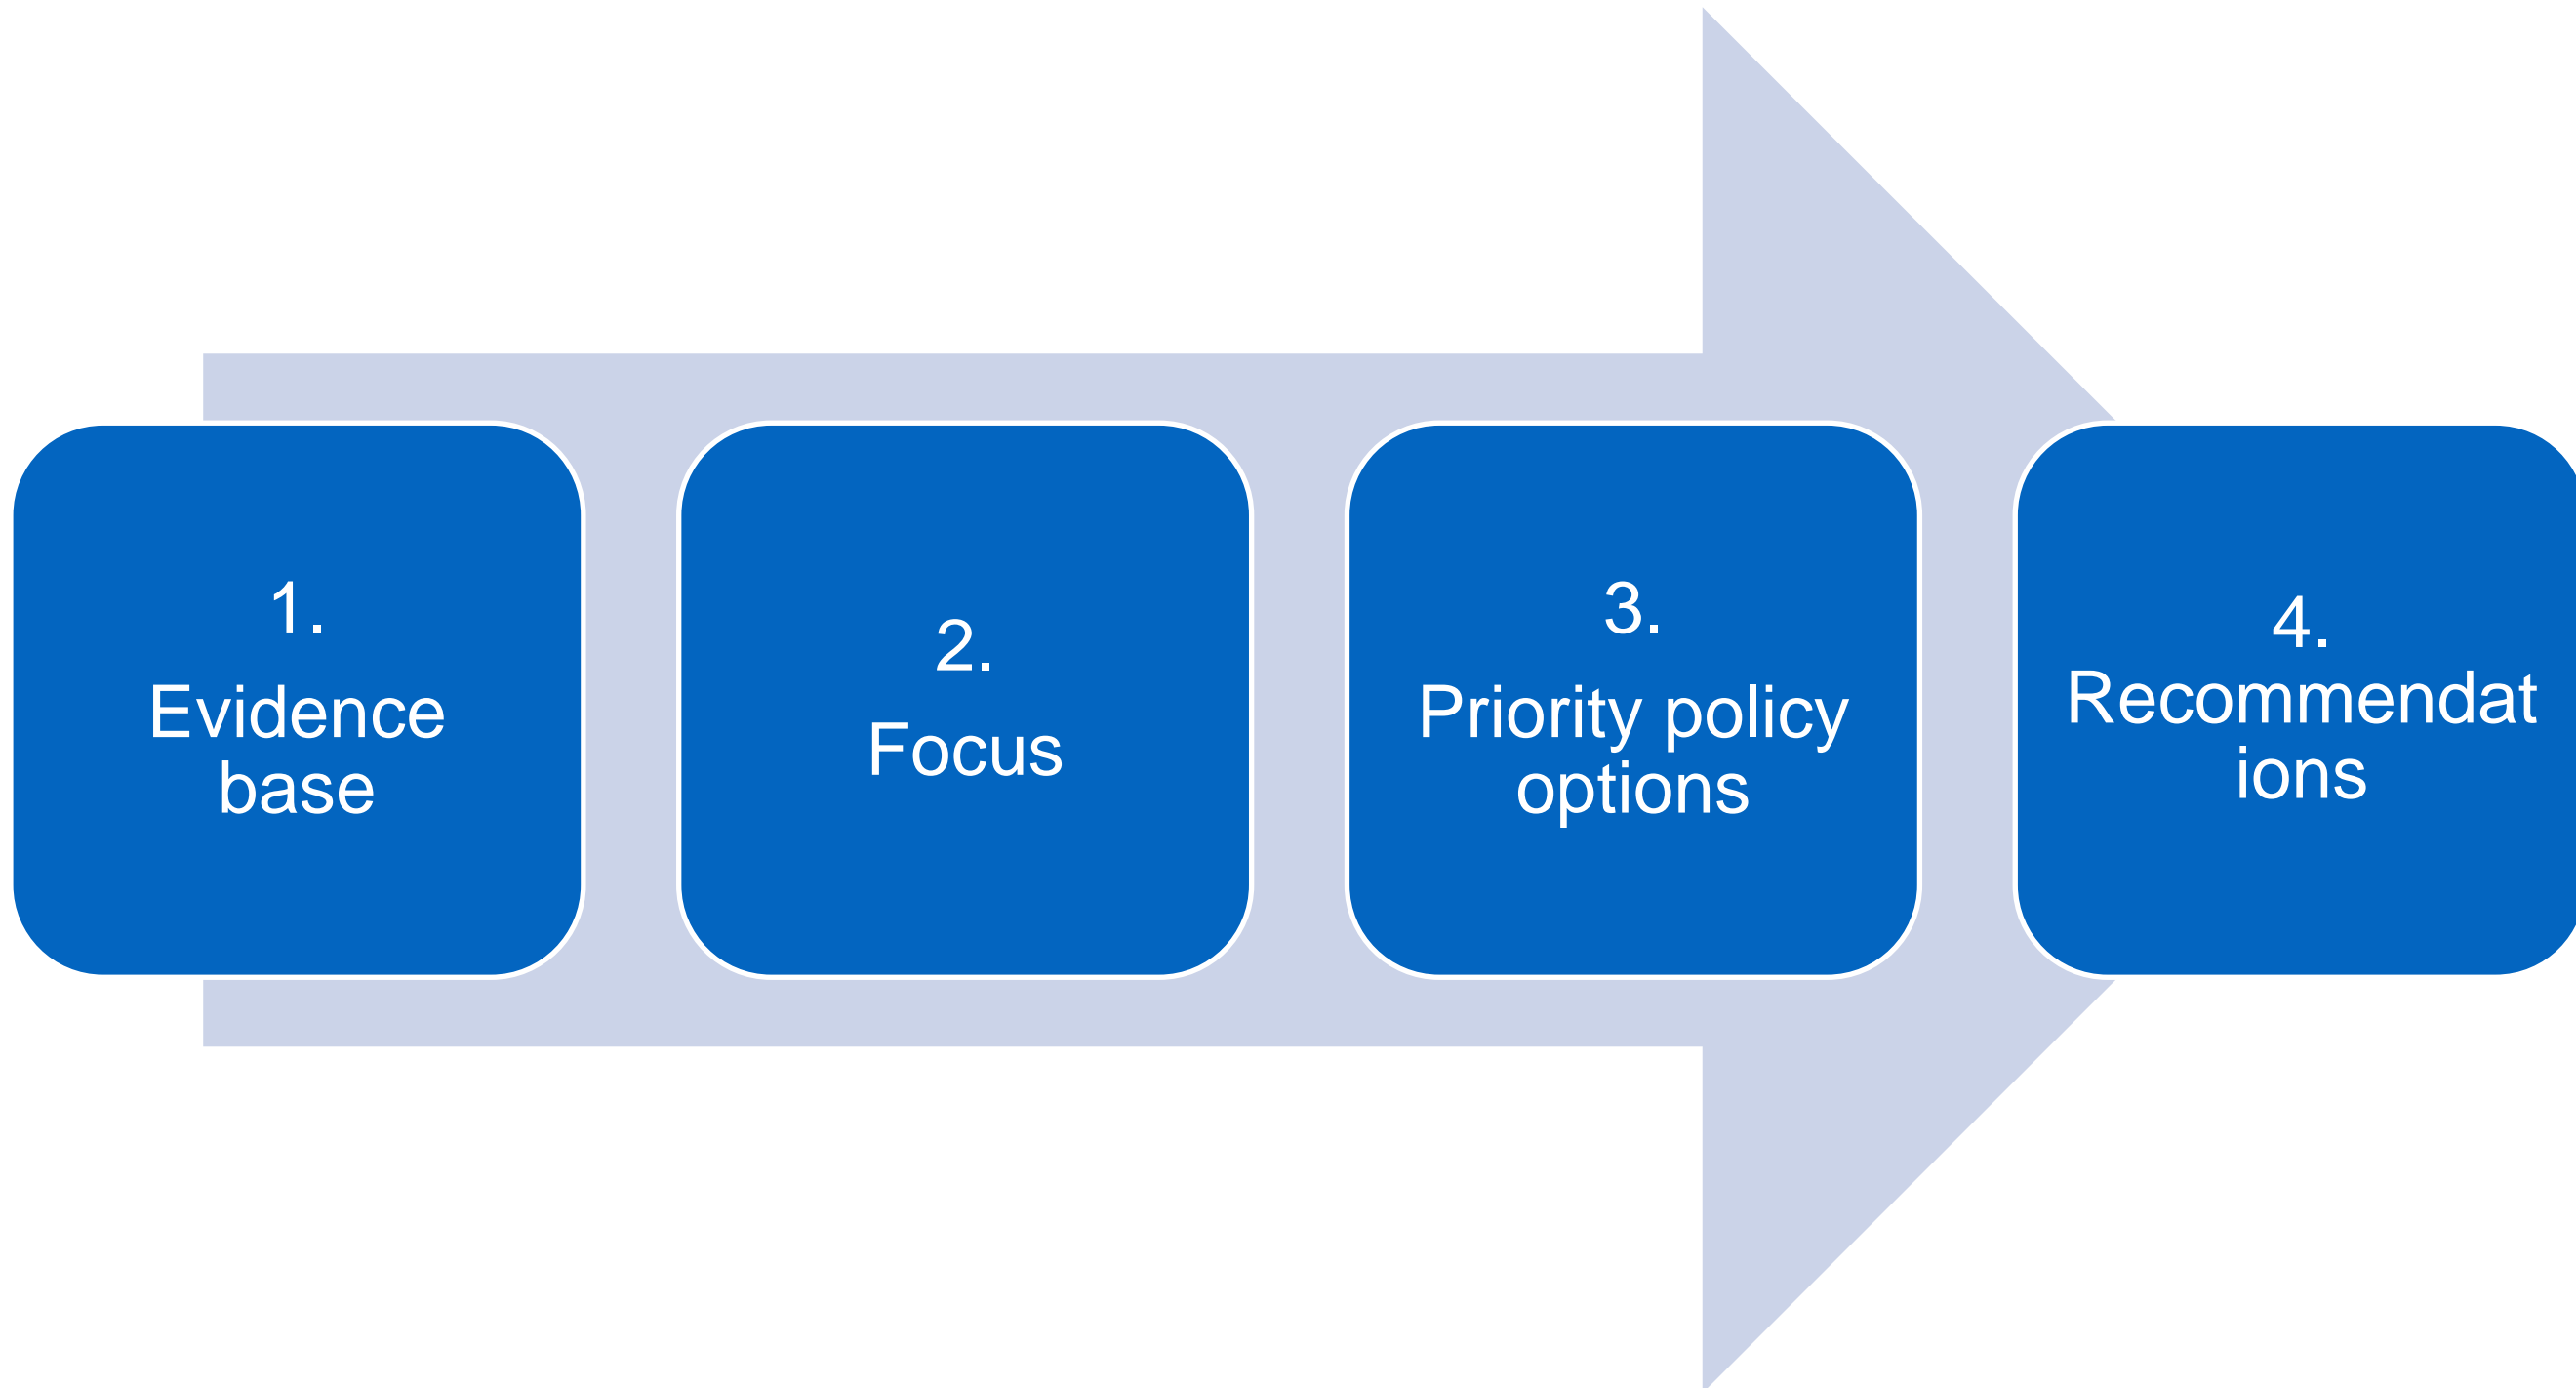 1.
Evidence
base
2.
Focus
3.
Priority policy
options
4.
Recommendat
ions